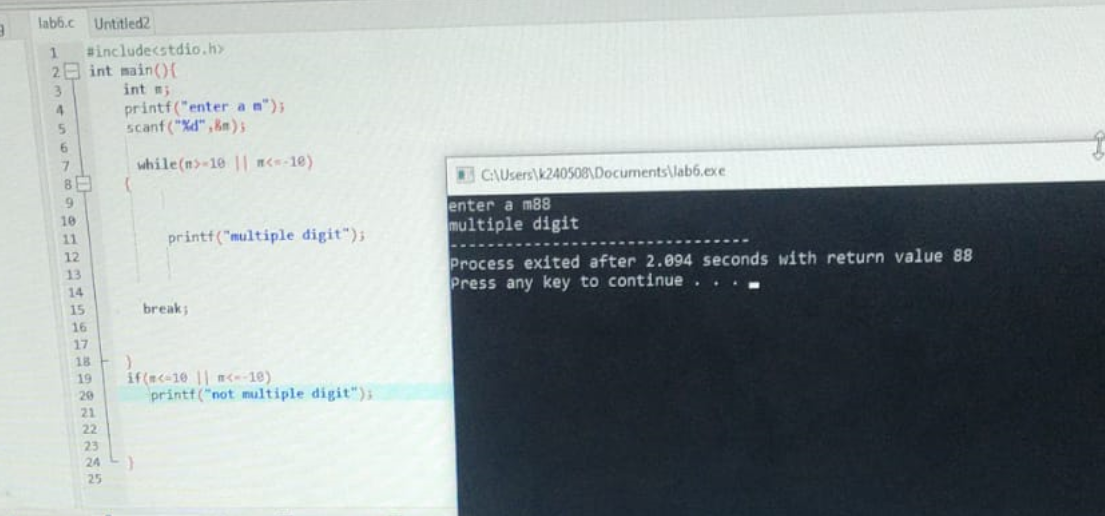 lab6.c Untitled2
1 #include<stdio.h>
2 int main(){
3 int m;
4 printf("enter a m");
5 scanf("%d",&m);
6
7 while(m>=10 || m<=-10)
8 {
9
10
11 printf("multiple digit");
12
13
14
15 break;
16
17
18 }
19 if(m<=10 || m<=-10)
20 printf("not multiple digit");
21
22
23
24 }
25
C:\Users\k240508\Documents\lab6.exe
enter a m88
multiple digit
--------------------------------
Process exited after 2.094 seconds with return value 88
Press any key to continue . . .